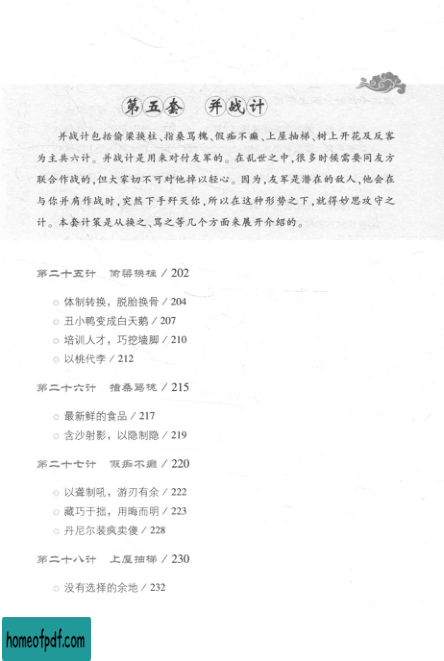 第五套 并战计
并战计包括偷梁换柱、指桑骂槐、假痴不癫、上屋抽梯、树上开花及反客
为主共六计。并战计是用来对付友军的。在乱世之中,很多时候需要同友方
联合作战的,但大家切不可对他掉以轻心。因为,友军是潜在的敌人,他会在
与你并肩作战时,突然下手歼灭你,所以在这种形势之下,就得妙思攻守之
计。本套计策是从换之、骂之等几个方面来展开介绍的。
第二十五计 偷梁换柱 / 202
体制转换，脱胎换骨 / 204
丑小鸭变成白天鹅 / 207
培训人才，巧挖墙脚 / 210
以桃代李 / 212
第二十六计 指桑骂槐 / 215
最新鲜的食品 / 217
含沙射影，以隐制隐 / 219
第二十七计 假痴不癫 / 220
以聋制吼，游刃有余 / 222
藏巧于拙，用晦而明 / 223
丹尼尔装疯卖傻 / 228
第二十八计 上屋抽梯 / 230
没有选择的余地 / 232
homeofpdf.com